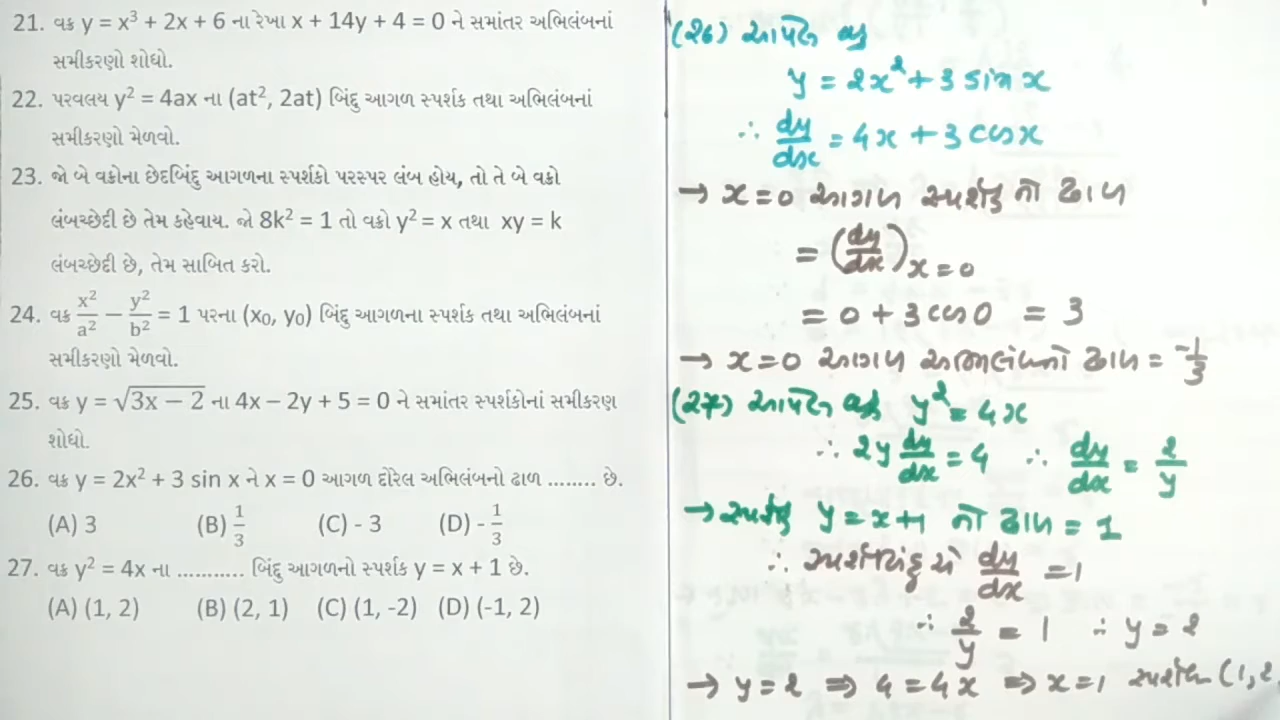 21. વક્ર y = x³ + 2x + 6 ના રેખા x + 14y + 4 = 0 ને સમાંતર અભિલંબનાં
સમીકરણો શોધો.
22. પરવલય y² = 4ax ના (at², 2at) બિંદુ આગળ સ્પર્શક તથા અભિલંબનાં
સમીકરણો મેળવો.
23. જો બે વક્રોના છેદબિંદુ આગળના સ્પર્શકો પરસ્પર લંબ હોય, તો તે બે વક્રો
લંબચ્છેદી છે તેમ કહેવાય. જો 8k² = 1 તો વક્રો y² = x તથા xy = k
લંબચ્છેદી છે, તેમ સાબિત કરો.
24. વક્ર x²/a² − y²/b² = 1 પરના (x₀, y₀) બિંદુ આગળના સ્પર્શક તથા અભિલંબનાં
સમીકરણો મેળવો.
25. વક્ર y = √(3x − 2) ના 4x − 2y + 5 = 0 ને સમાંતર સ્પર્શકોનાં સમીકરણ
શોધો.
26. વક્ર y = 2x² + 3 sin x ને x = 0 આગળ દોરેલ અભિલંબનો ઢાળ ........ છે.
(A) 3 (B) 1/3 (C) - 3 (D) - 1/3
27. વક્ર y² = 4x ના ........... બિંદુ આગળનો સ્પર્શક y = x + 1 છે.
(A) (1, 2) (B) (2, 1) (C) (1, -2) (D) (-1, 2)
(26) આપેલ વક્ર
y = 2x² + 3 sin x
∴ dy/dx = 4x + 3 cos x
→ x = 0 આગળ સ્પર્શક નો ઢાળ
= (dy/dx) x = 0
= 0 + 3 cos 0 = 3
→ x = 0 આગળ અભિલંબનો ઢાળ = -1/3
(27) આપેલ વક્ર y² = 4x
∴ 2y dy/dx = 4 ∴ dy/dx = 2/y
→ સ્પર્શક y = x + 1 નો ઢાળ = 1
∴ સ્પર્શબિંદુ એ dy/dx = 1
∴ 2/y = 1 ∴ y = 2
→ y = 2 ⇒ 4 = 4x ⇒ x = 1 (1, 2,